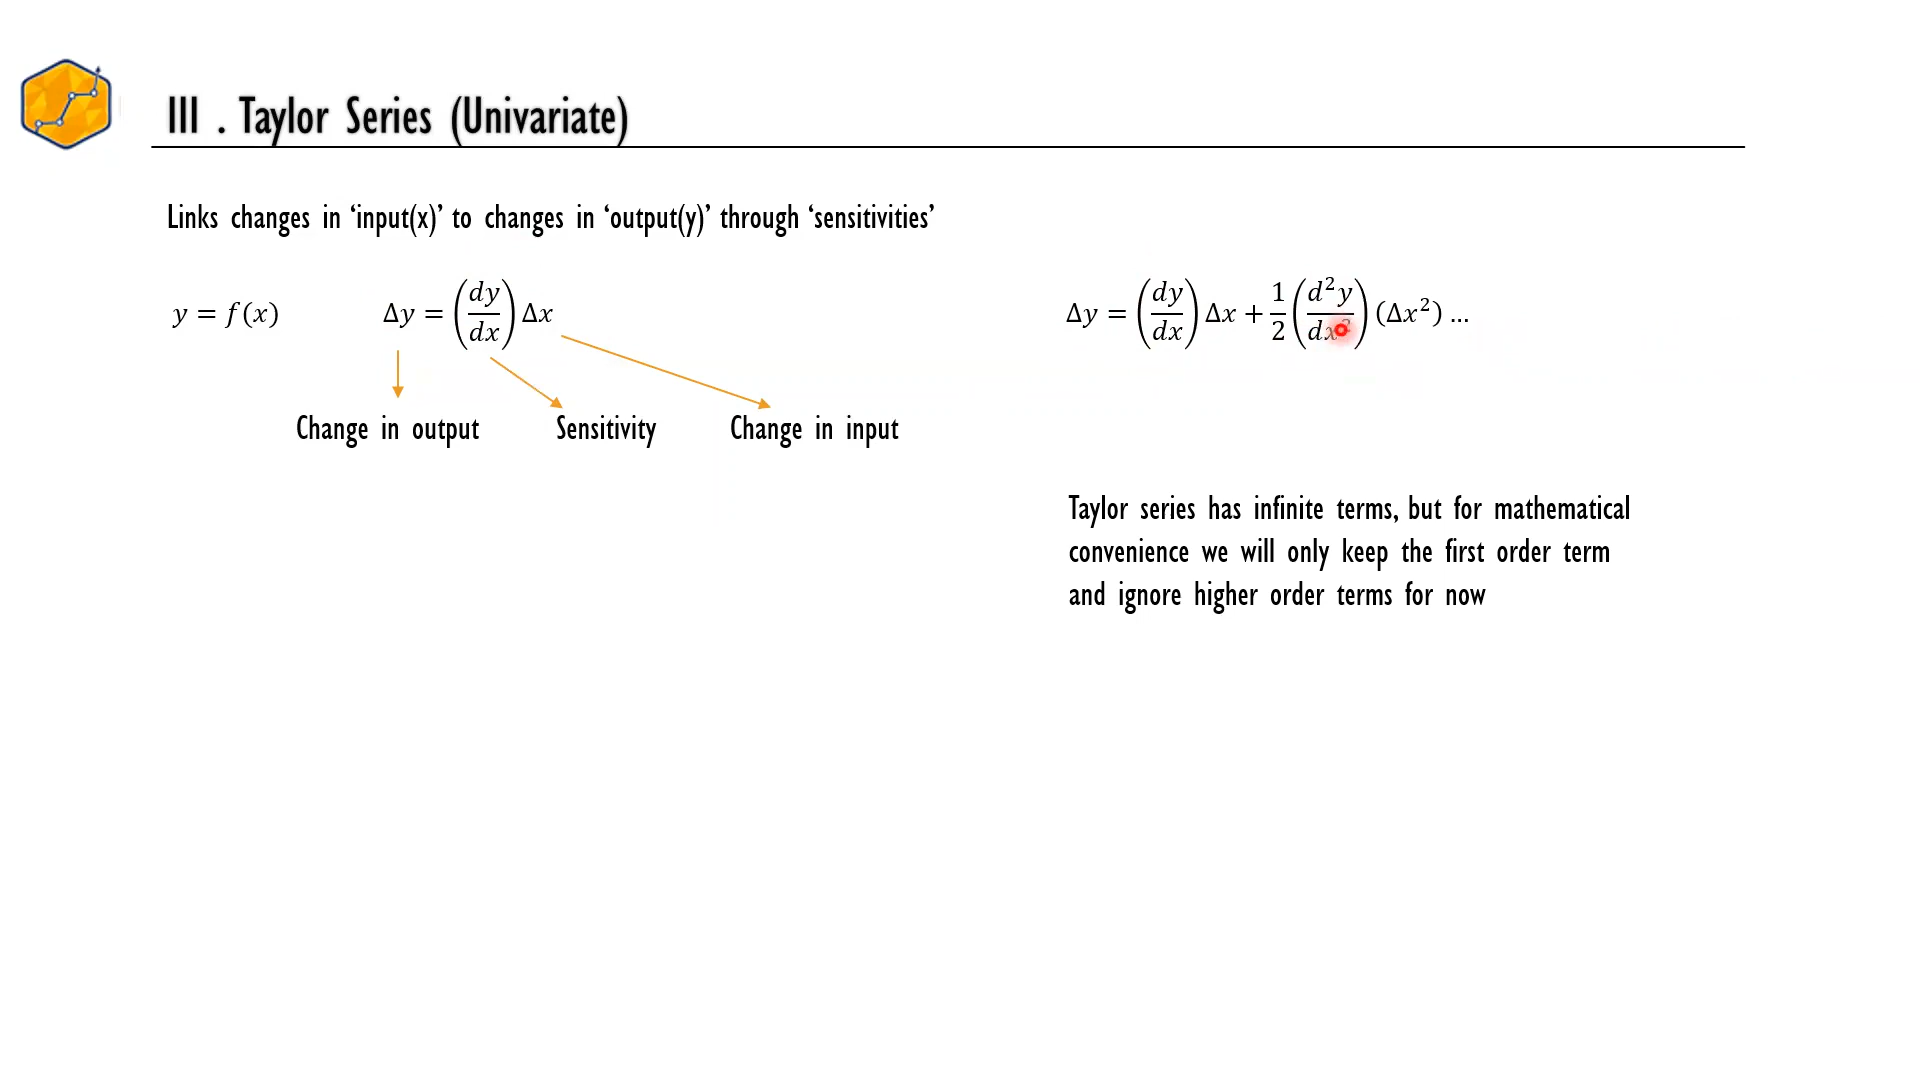 III . Taylor Series (Univariate)
Links changes in ‘input(x)’ to changes in ‘output(y)’ through ‘sensitivities’
y = f(x)
Δy = (dy/dx) Δx
Change in output
Sensitivity
Change in input
Δy = (dy/dx) Δx + 1/2 (d²y/dx²) (Δx²) ...
Taylor series has infinite terms, but for mathematical
convenience we will only keep the first order term
and ignore higher order terms for now